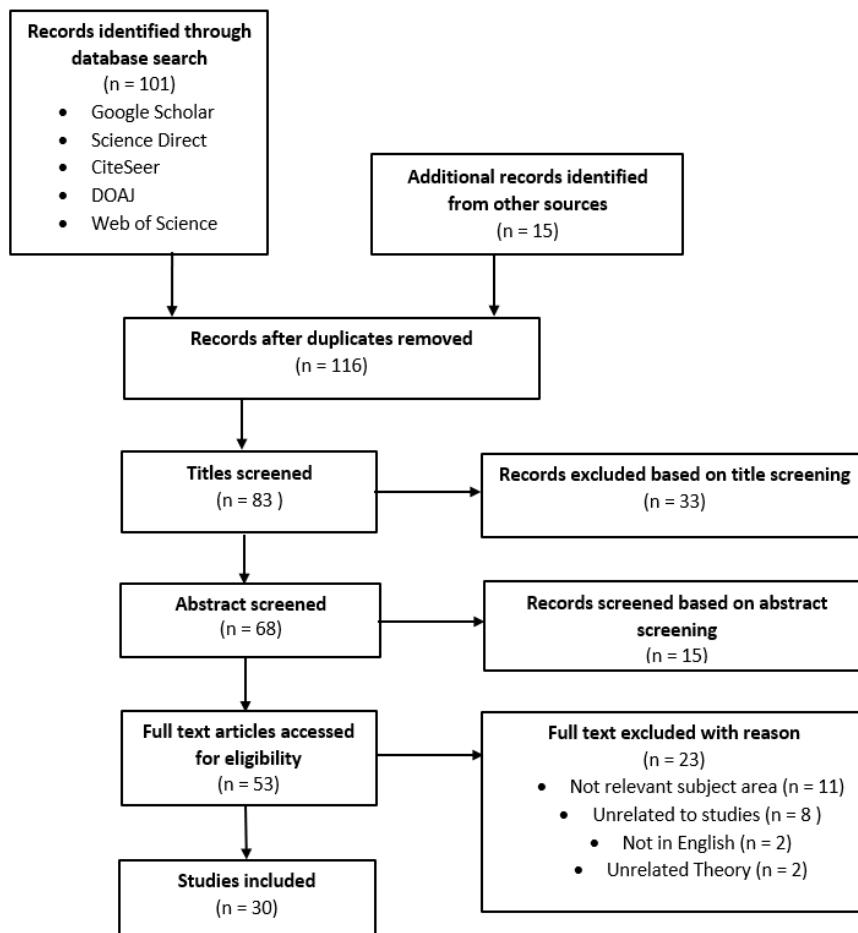 Records identified through
database search
(n = 101)
• Google Scholar
• Science Direct
• CiteSeer
• DOAJ
• Web of Science
Additional records identified
from other sources
(n = 15)
Records after duplicates removed
(n = 116)
Titles screened
(n = 83 )
Records excluded based on title screening
(n = 33)
Abstract screened
(n = 68)
Records screened based on abstract
screening
(n = 15)
Full text articles accessed
for eligibility
(n = 53)
Full text excluded with reason
(n = 23)
• Not relevant subject area (n = 11)
• Unrelated to studies (n = 8 )
• Not in English (n = 2)
• Unrelated Theory (n = 2)
Studies included
(n = 30)